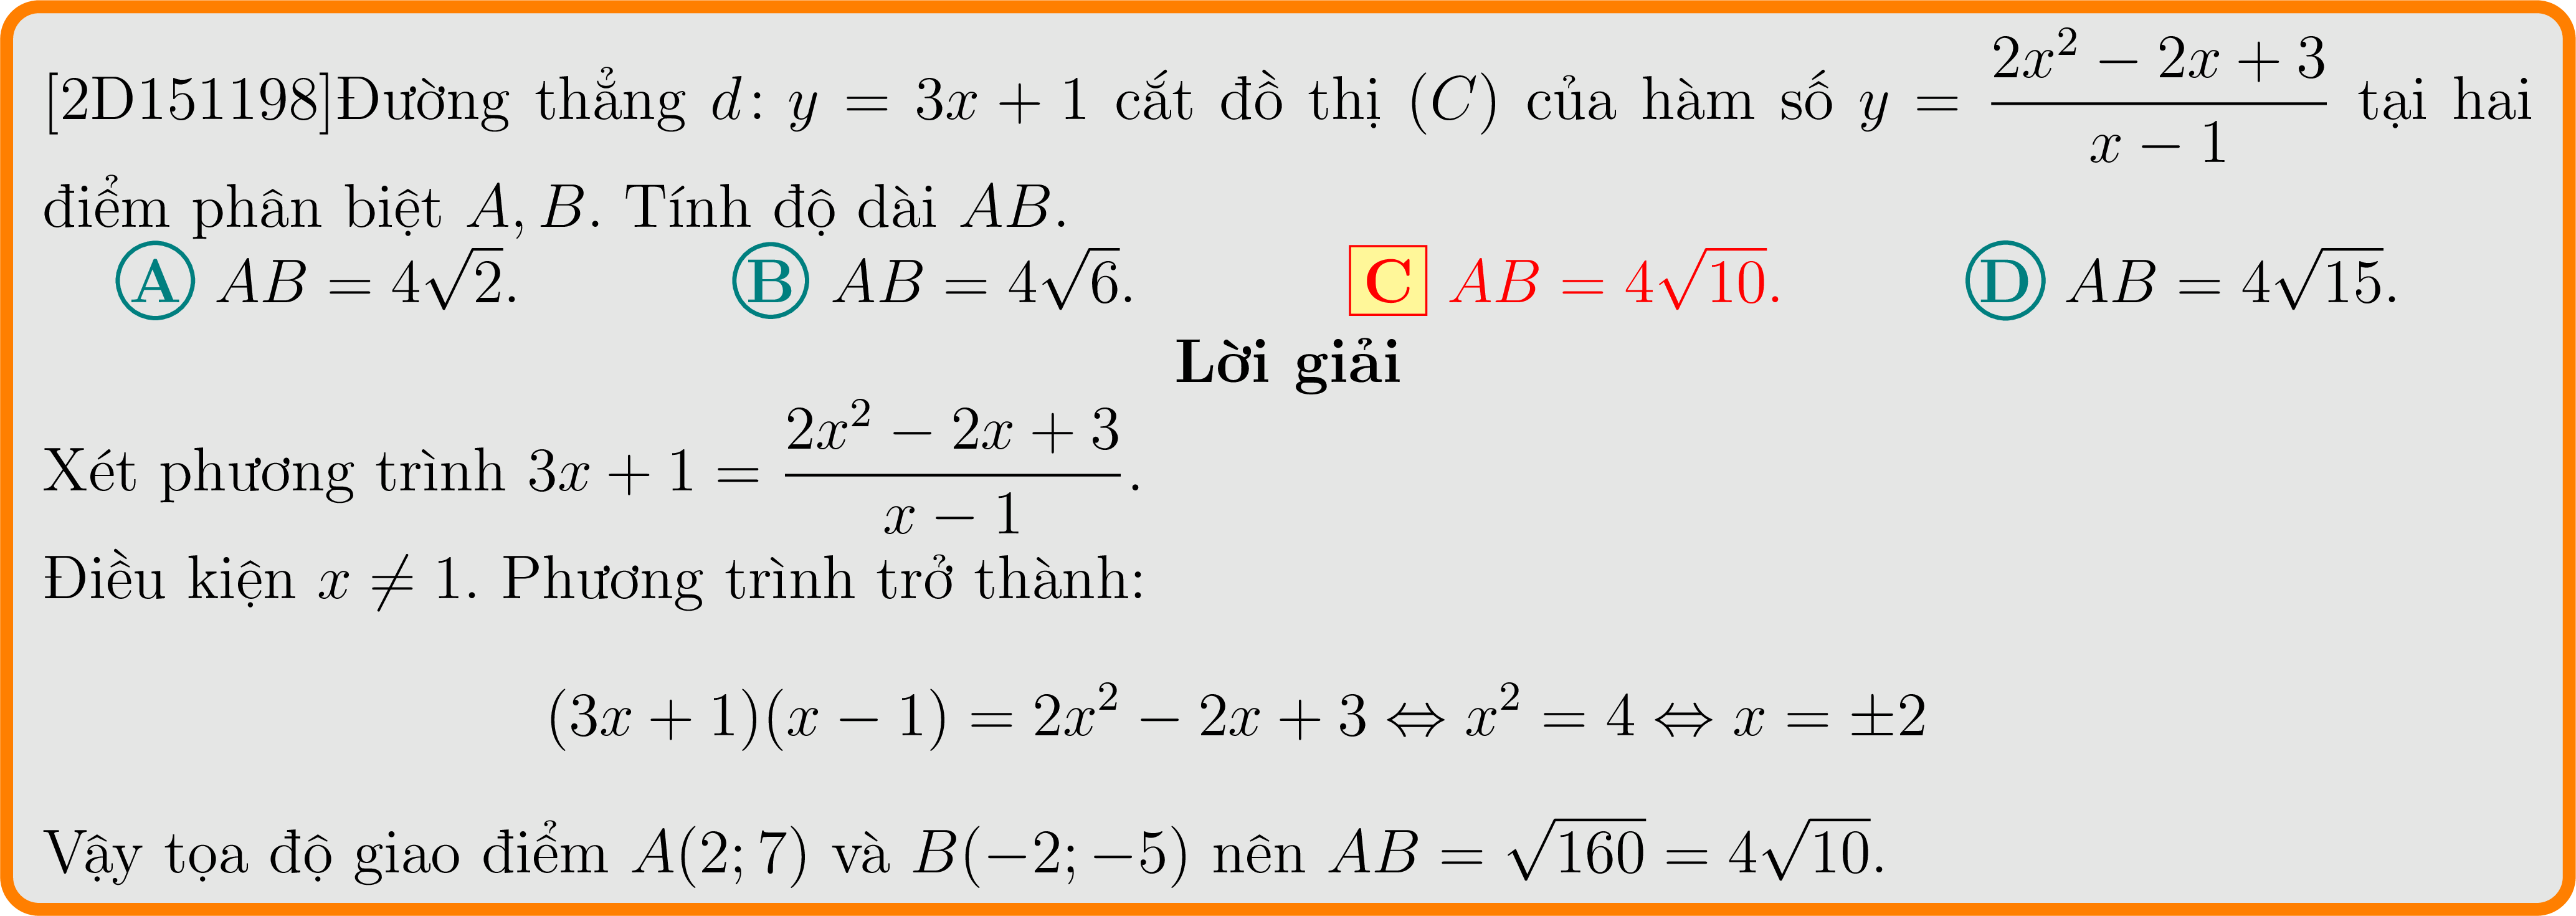 [2D151198]Đường thẳng $d\colon y = 3x + 1$ cắt đồ thị $(C)$ của hàm số $y = \dfrac{2x^2 - 2x + 3}{x - 1}$ tại hai
điểm phân biệt $A, B$. Tính độ dài $AB$.
A $AB = 4\sqrt{2}$. B $AB = 4\sqrt{6}$. C $AB = 4\sqrt{10}$. D $AB = 4\sqrt{15}$.
Lời giải
Xét phương trình $3x + 1 = \dfrac{2x^2 - 2x + 3}{x - 1}$.
Điều kiện $x \neq 1$. Phương trình trở thành:
$(3x + 1)(x - 1) = 2x^2 - 2x + 3 \Leftrightarrow x^2 = 4 \Leftrightarrow x = \pm 2$
Vậy tọa độ giao điểm $A(2; 7)$ và $B(-2; -5)$ nên $AB = \sqrt{160} = 4\sqrt{10}$.